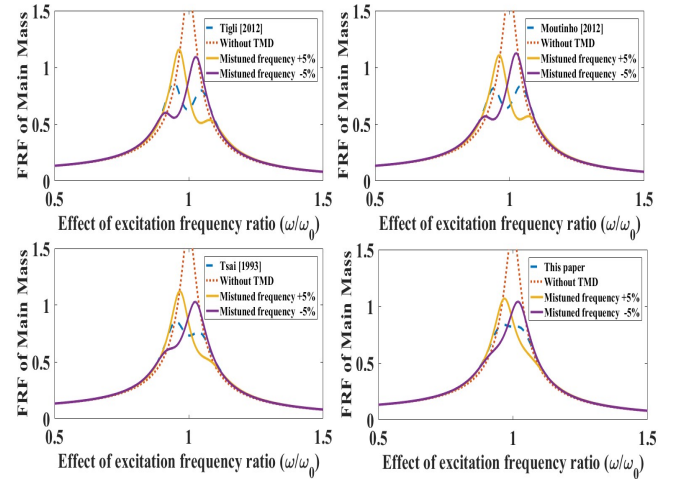 FRF of Main Mass
1.5
1
0.5
0
Tigli [2012]
Without TMD
Mistuned frequency +5%
Mistuned frequency -5%
0.5 1 1.5
Effect of excitation frequency ratio (ω/ω0)
FRF of Main Mass
1.5
1
0.5
0
Moutinho [2012]
Without TMD
Mistuned frequency +5%
Mistuned frequency -5%
0.5 1 1.5
Effect of excitation frequency ratio (ω/ω0)
FRF of Main Mass
1.5
1
0.5
0
Tsai [1993]
Without TMD
Mistuned frequency +5%
Mistuned frequency -5%
0.5 1 1.5
Effect of excitation frequency ratio (ω/ω0)
FRF of Main Mass
1.5
1
0.5
0
This paper
Without TMD
Mistuned frequency +5%
Mistuned frequency -5%
0.5 1 1.5
Effect of excitation frequency ratio (ω/ω0)